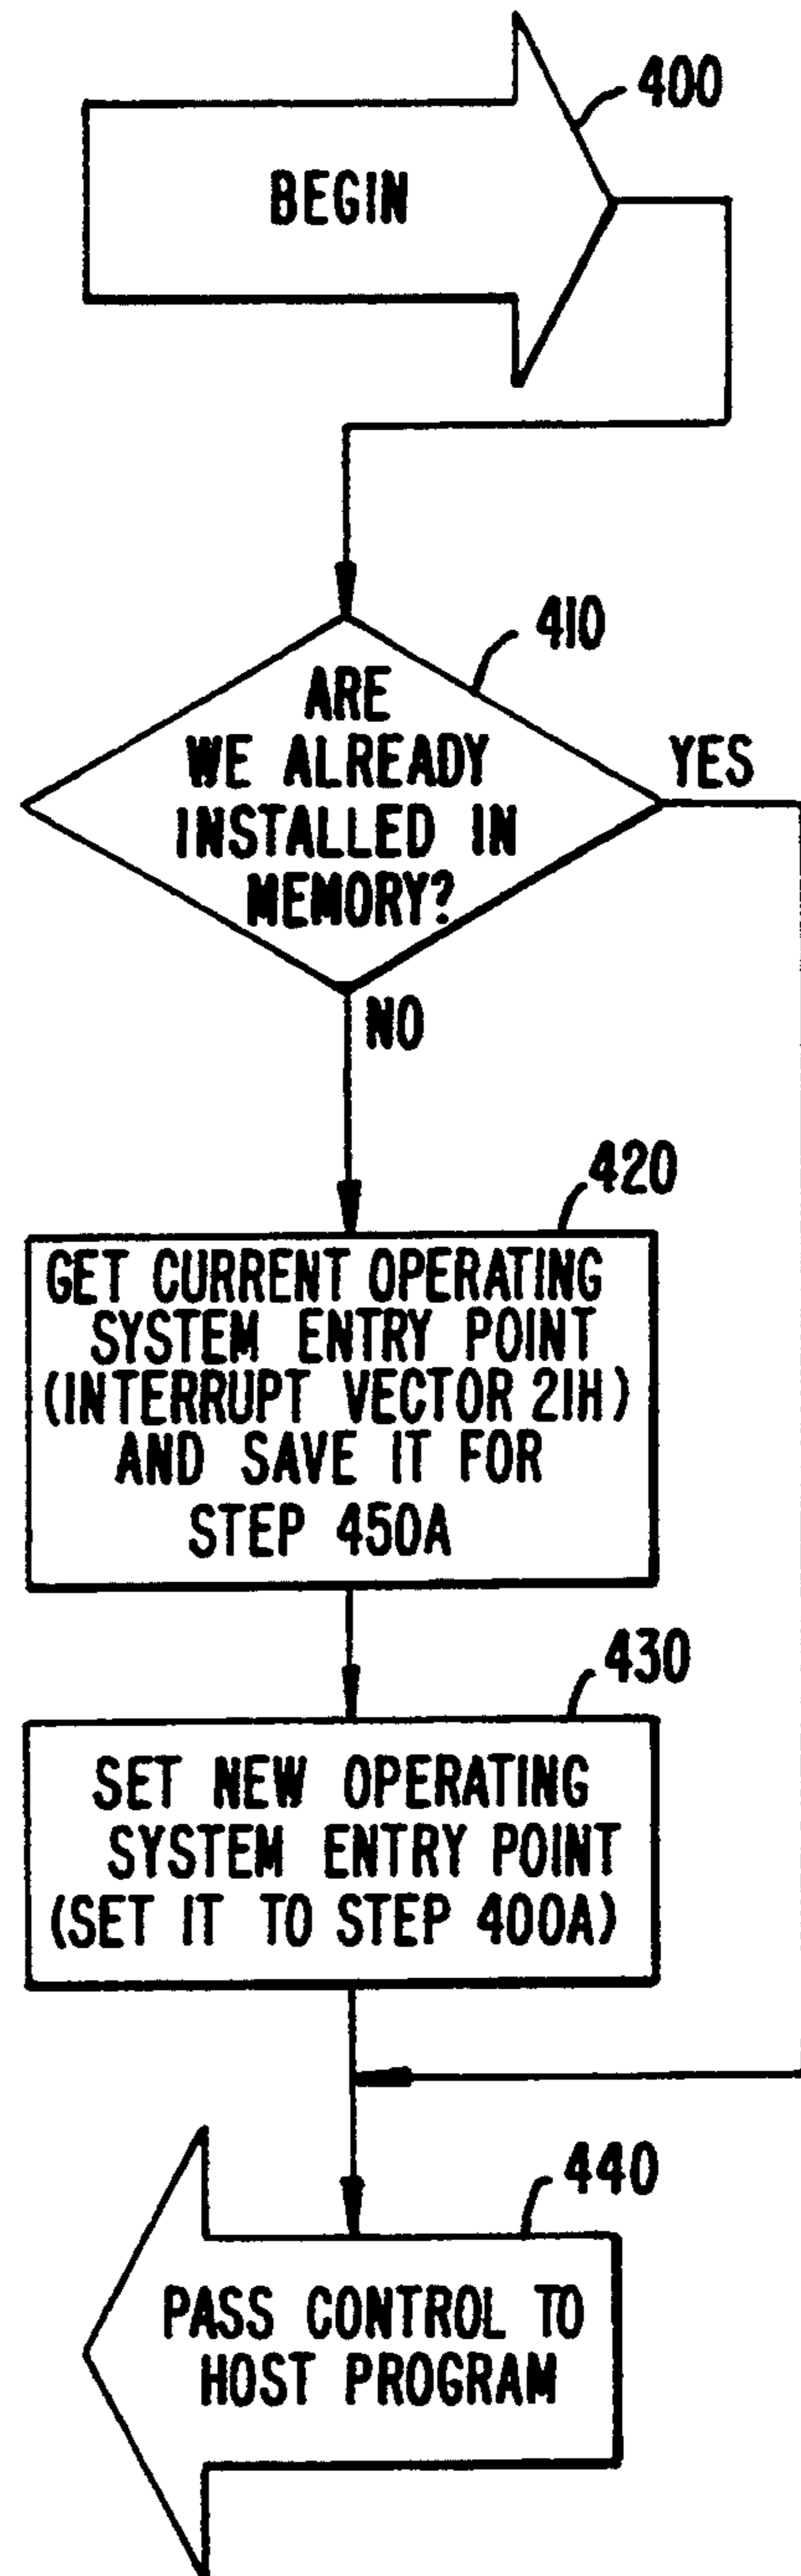 400
BEGIN
410
ARE
WE ALREADY
INSTALLED IN
MEMORY?
YES
NO
420
GET CURRENT OPERATING
SYSTEM ENTRY POINT
(INTERRUPT VECTOR 21H)
AND SAVE IT FOR
STEP 450A
430
SET NEW OPERATING
SYSTEM ENTRY POINT
(SET IT TO STEP 400A)
440
PASS CONTROL TO
HOST PROGRAM